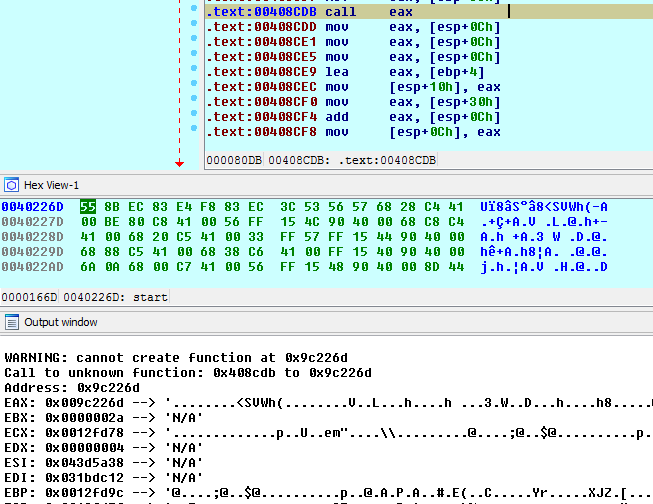 .text:00408CDB call eax
.text:00408CDD mov eax, [esp+0Ch]
.text:00408CE1 mov eax, [esp+0Ch]
.text:00408CE5 mov eax, [esp+0Ch]
.text:00408CE9 lea eax, [ebp+4]
.text:00408CEC mov [esp+10h], eax
.text:00408CF0 mov eax, [esp+30h]
.text:00408CF4 add eax, [esp+0Ch]
.text:00408CF8 mov [esp+0Ch], eax
000080DB 00408CDB: .text:00408CDB
Hex View-1
0040226D 55 8B EC 83 E4 F8 83 EC 3C 53 56 57 68 28 C4 41 Uï8âS°â8<SVWh(-A
0040227D 00 BE 80 C8 41 00 56 FF 15 4C 90 40 00 68 C8 C4 .+Ç+A.V .L.@.h+-
0040228D 41 00 68 20 C5 41 00 33 FF 57 FF 15 44 90 40 00 A.h +A.3 W .D.@.
0040229D 68 88 C5 41 00 68 38 C6 41 00 FF 15 40 90 40 00 hê+A.h8¦A. .@.@.
004022AD 6A 0A 68 00 C7 41 00 56 FF 15 48 90 40 00 8D 44 j.h.¦A.V .H.@..D
0000166D 0040226D: start
Output window
WARNING: cannot create function at 0x9c226d
Call to unknown function: 0x408cdb to 0x9c226d
Address: 0x9c226d
EAX: 0x009c226d --> '........<SVWh(........V..L...h....h ...3.W..D...h....h8.....
EBX: 0x0000002a --> 'N/A'
ECX: 0x0012fd78 --> '.............p..U..em"....\\.........@....;@..$@..........p.
EDX: 0x00000004 --> 'N/A'
ESI: 0x043d5a38 --> 'N/A'
EDI: 0x031bdc12 --> 'N/A'
EBP: 0x0012fd9c --> '@....;@..$@..........p..@.A.P.A..#.E(..C.....Yr.....XJZ.[...